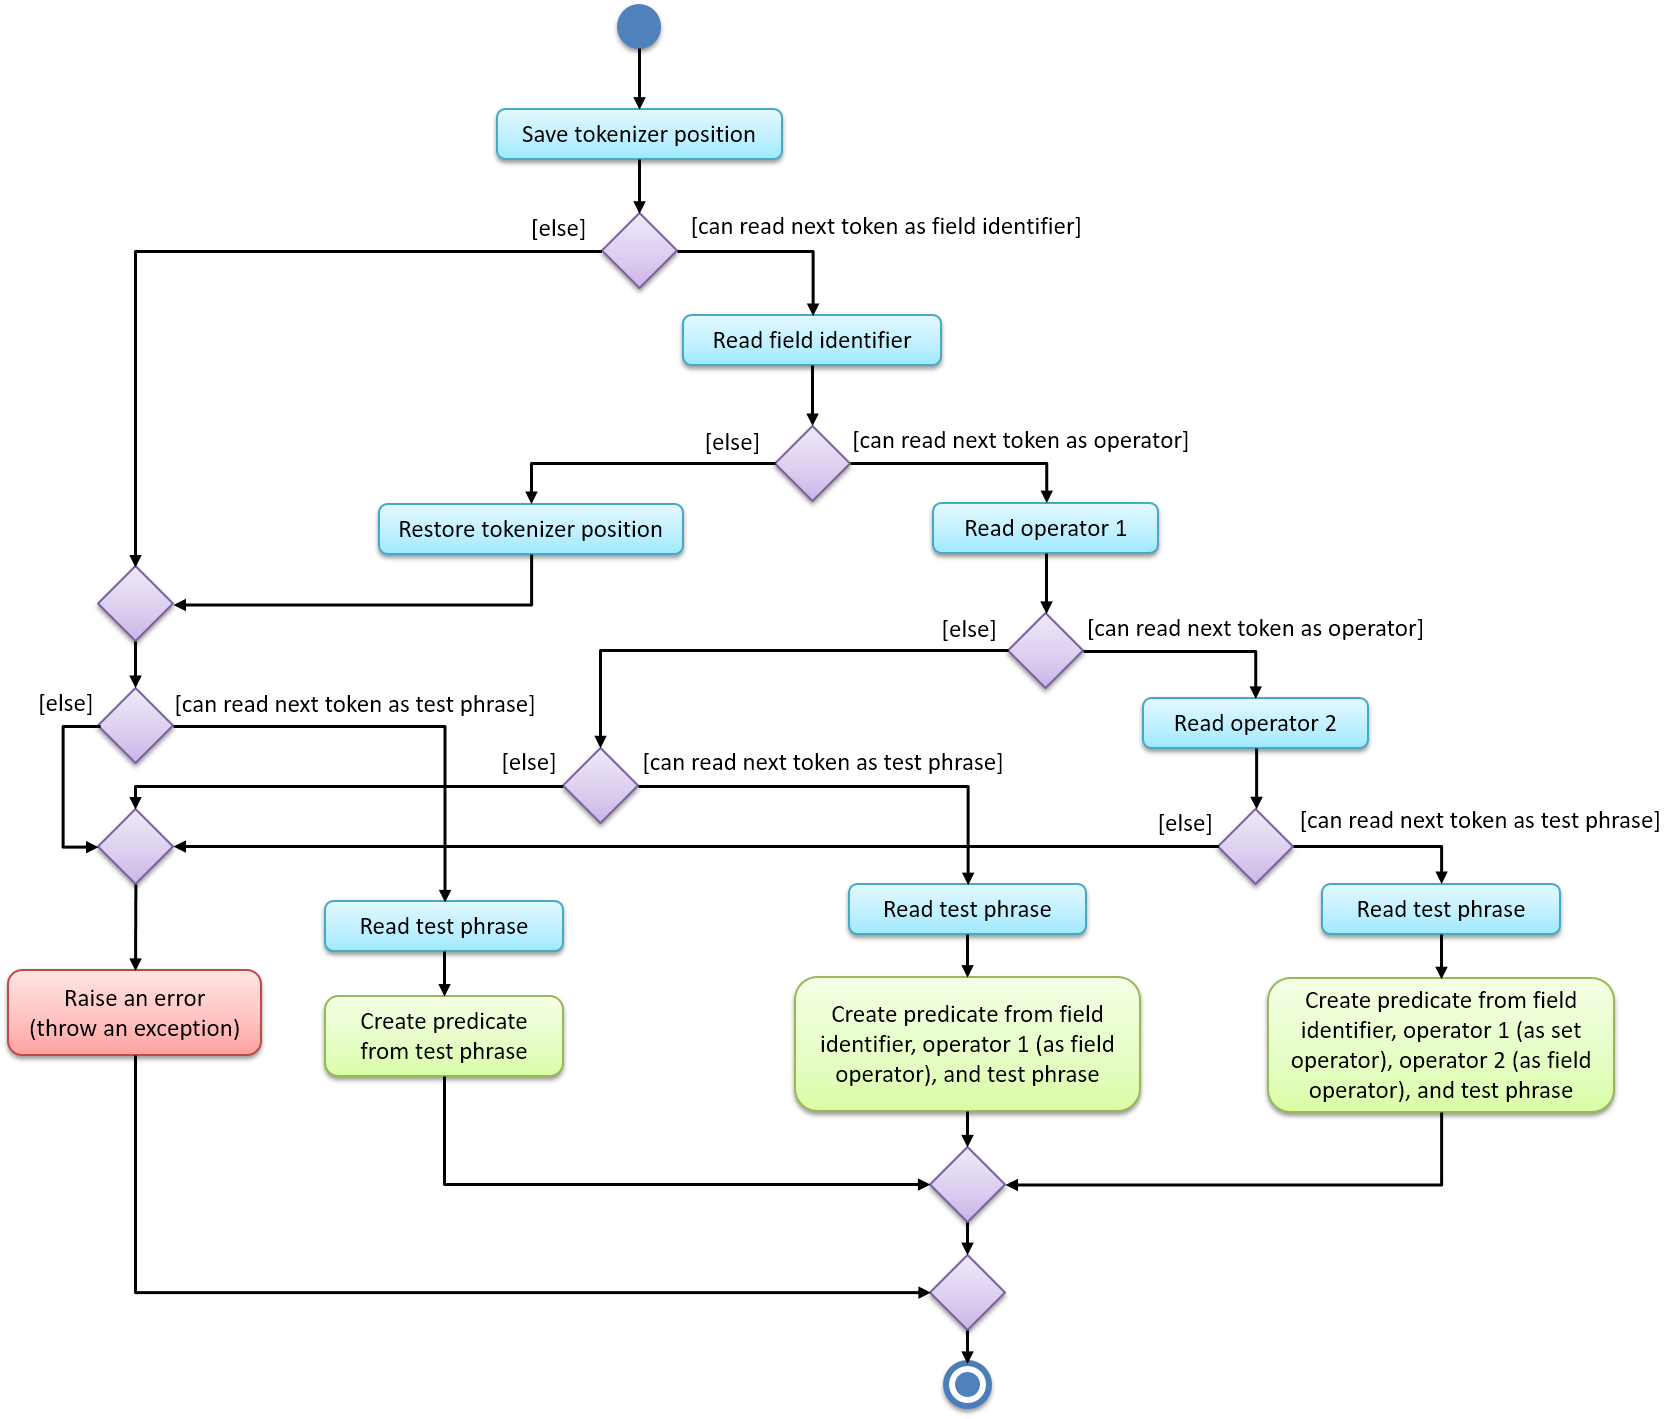 Save tokenizer position
[else]
[can read next token as field identifier]
Read field identifier
[else]
[can read next token as operator]
Restore tokenizer position
Read operator 1
[else]
[can read next token as operator]
[else]
[can read next token as test phrase]
Read operator 2
[else]
[can read next token as test phrase]
[else]
[can read next token as test phrase]
Read test phrase
Read test phrase
Read test phrase
Raise an error
(throw an exception)
Create predicate
from test phrase
Create predicate from field
identifier, operator 1 (as field
operator), and test phrase
Create predicate from field
identifier, operator 1 (as set
operator), operator 2 (as field
operator), and test phrase